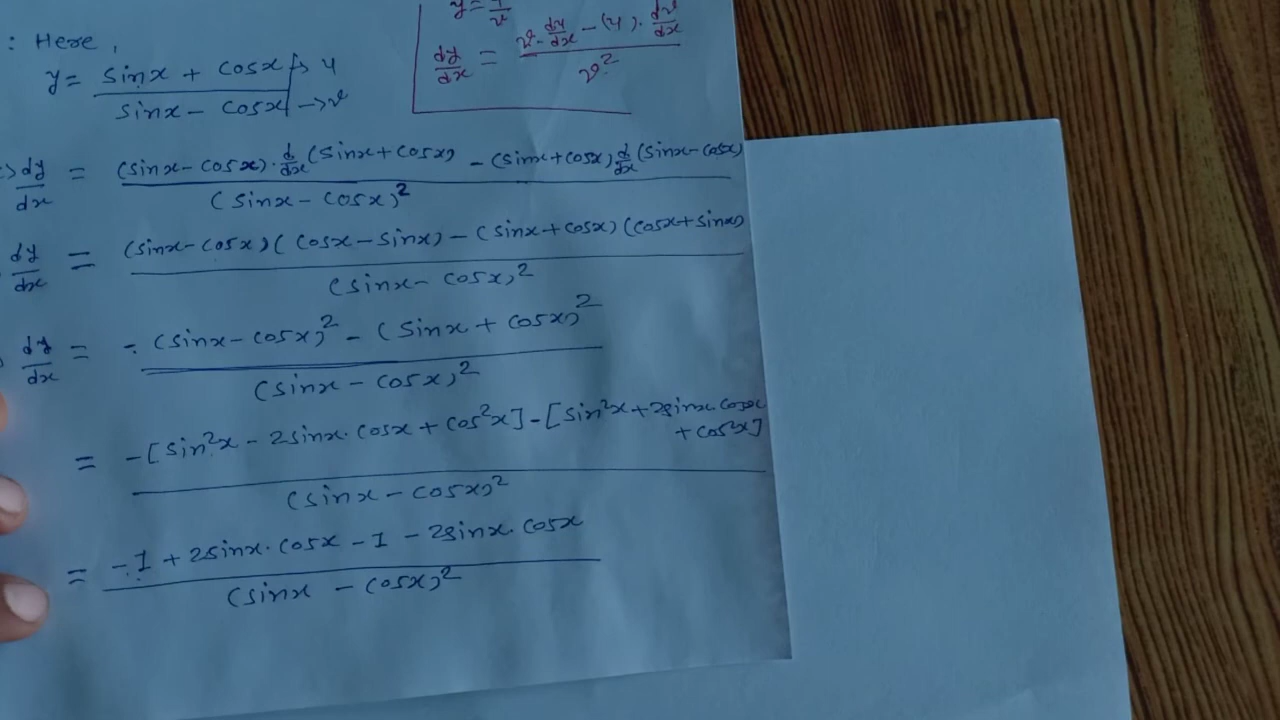 : Here,
y = u/v
dy/dx = (v · du/dx - (u) · dv/dx) / v²
y = (sinx + cosx → u) / (sinx - cosx → v)
dy/dx = ((sinx - cosx) · d/dx (sinx + cosx) - (sinx + cosx) d/dx (sinx - cosx)) / (sinx - cosx)²
dy/dx = ((sinx - cosx)(cosx - sinx) - (sinx + cosx)(cosx + sinx)) / (sinx - cosx)²
dy/dx = (-(sinx - cosx)² - (sinx + cosx)²) / (sinx - cosx)²
= (-[sin²x - 2sinx · cosx + cos²x] - [sin²x + 2sinx cosx + cos²x]) / (sinx - cosx)²
= (-1 + 2sinx · cosx - 1 - 2sinx · cosx) / (sinx - cosx)²